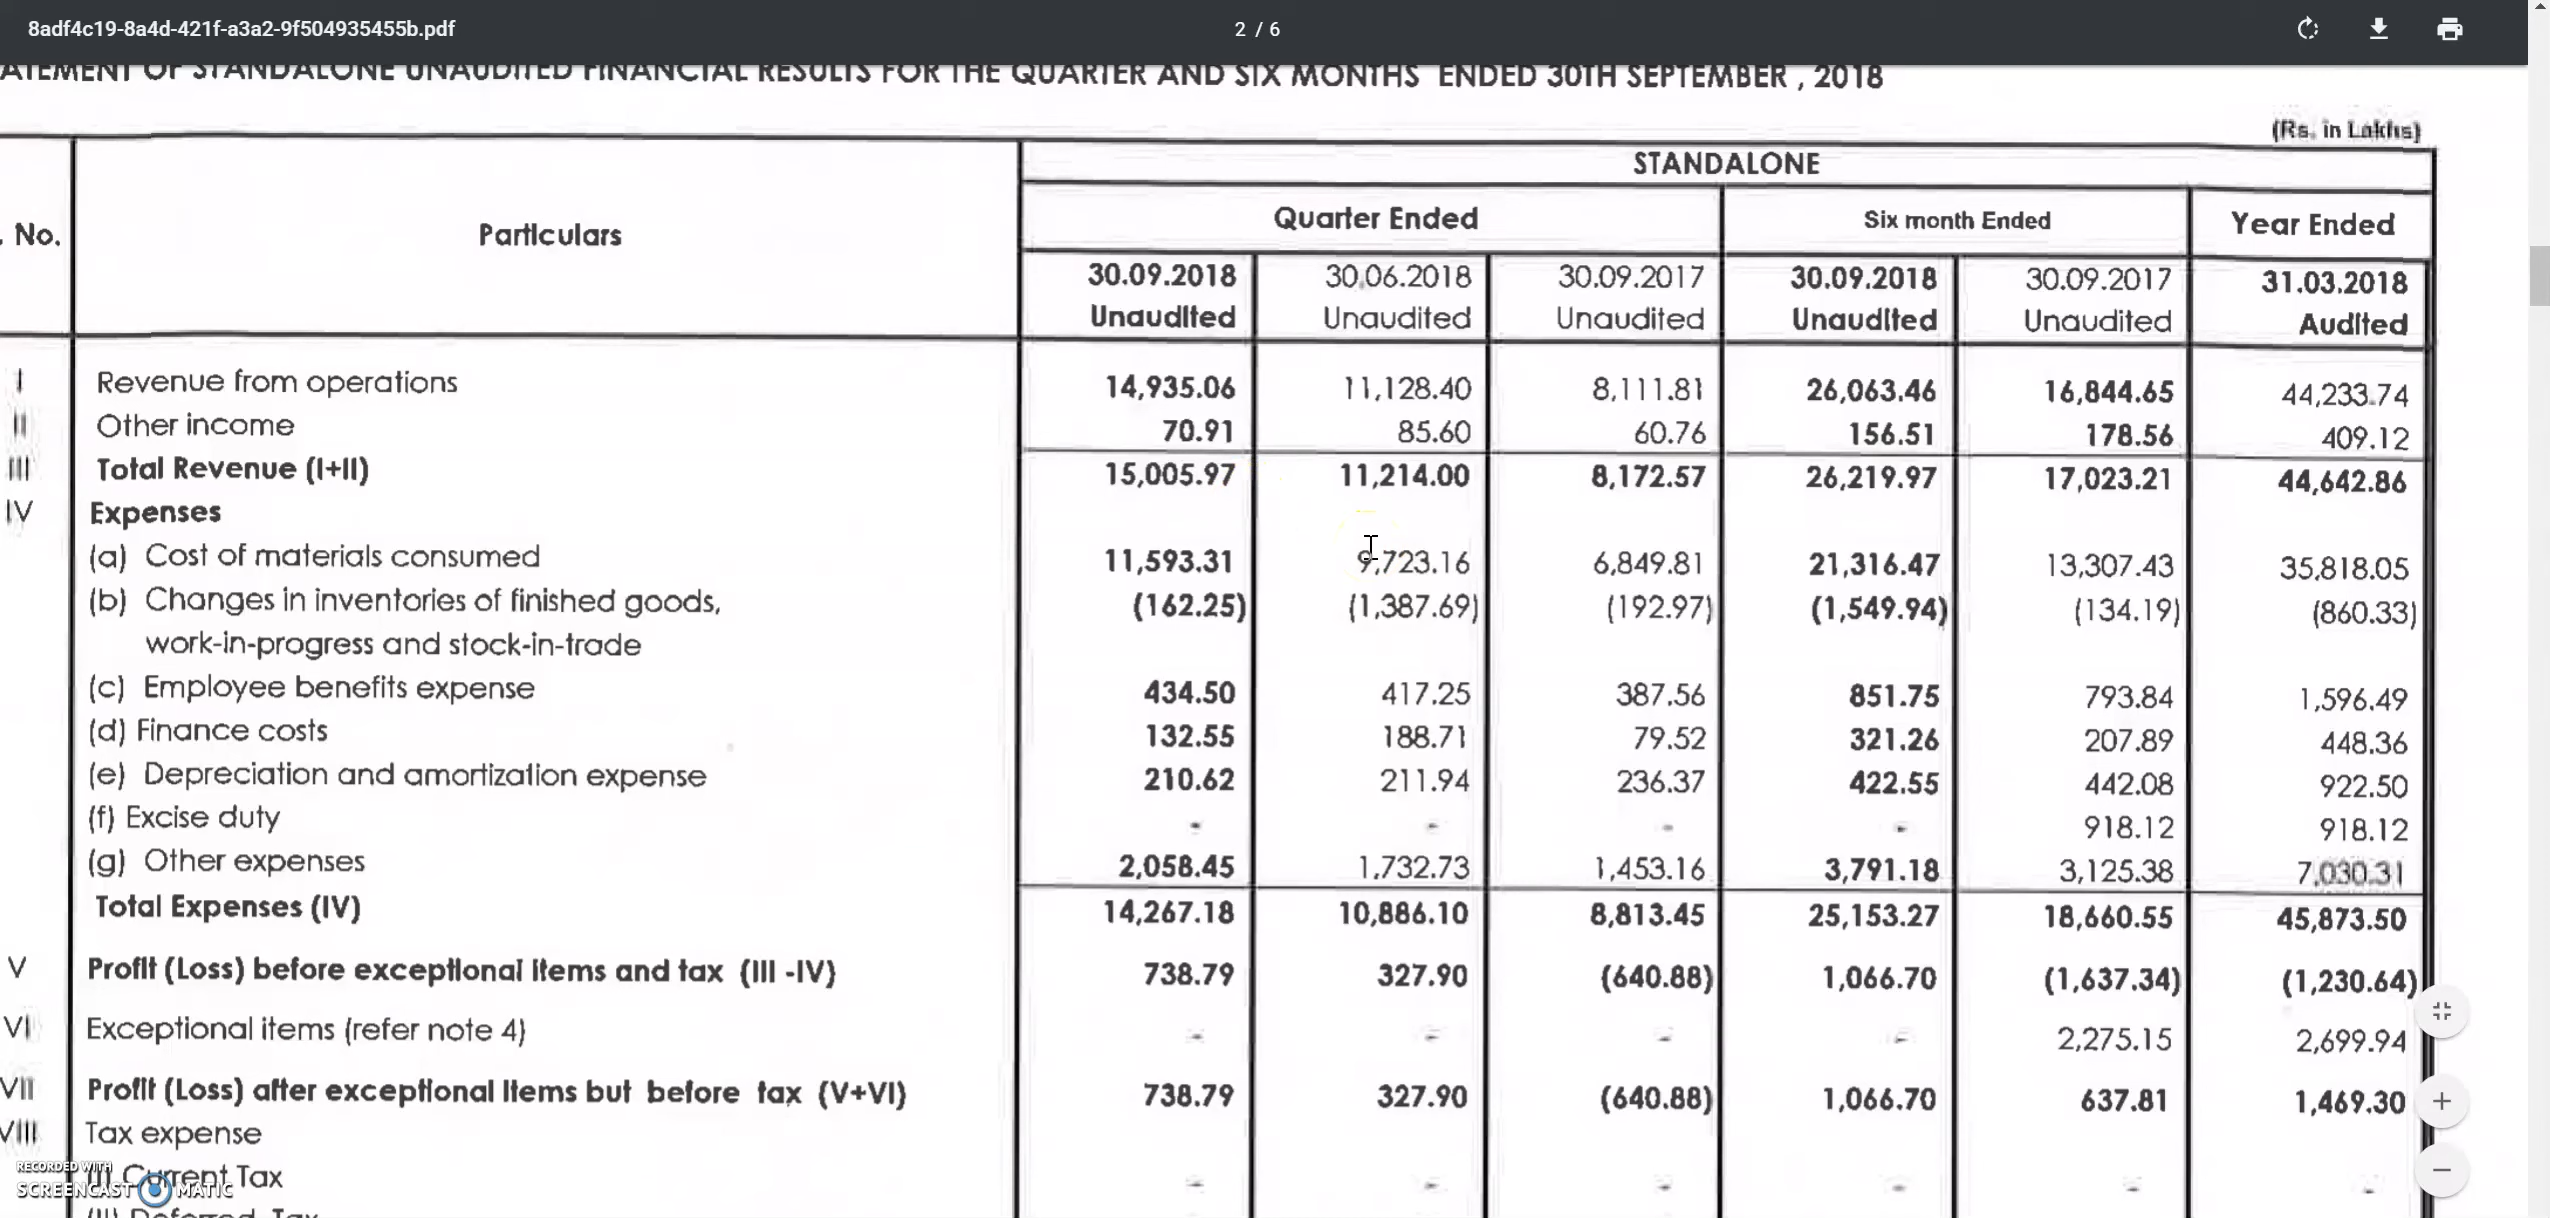 8adf4c19-8a4d-421f-a3a2-9f504935455b.pdf 2 / 6
ATEMENT OF STANDALONE UNAUDITED FINANCIAL RESULTS FOR THE QUARTER AND SIX MONTHS ENDED 30TH SEPTEMBER , 2018
(Rs. in Lakhs)
STANDALONE
. No. Particulars Quarter Ended Six month Ended Year Ended
30.09.2018 30.06.2018 30.09.2017 30.09.2018 30.09.2017 31.03.2018
Unaudited Unaudited Unaudited Unaudited Unaudited Audited
I Revenue from operations 14,935.06 11,128.40 8,111.81 26,063.46 16,844.65 44,233.74
II Other income 70.91 85.60 60.76 156.51 178.56 409.12
III Total Revenue (I+II) 15,005.97 11,214.00 8,172.57 26,219.97 17,023.21 44,642.86
IV Expenses
(a) Cost of materials consumed 11,593.31 9,723.16 6,849.81 21,316.47 13,307.43 35,818.05
(b) Changes in inventories of finished goods, (162.25) (1,387.69) (192.97) (1,549.94) (134.19) (860.33)
work-in-progress and stock-in-trade
(c) Employee benefits expense 434.50 417.25 387.56 851.75 793.84 1,596.49
(d) Finance costs 132.55 188.71 79.52 321.26 207.89 448.36
(e) Depreciation and amortization expense 210.62 211.94 236.37 422.55 442.08 922.50
(f) Excise duty - - - - 918.12 918.12
(g) Other expenses 2,058.45 1,732.73 1,453.16 3,791.18 3,125.38 7,030.31
Total Expenses (IV) 14,267.18 10,886.10 8,813.45 25,153.27 18,660.55 45,873.50
V Profit (Loss) before exceptional items and tax (III -IV) 738.79 327.90 (640.88) 1,066.70 (1,637.34) (1,230.64)
VI Exceptional items (refer note 4) - - - - 2,275.15 2,699.94
VII Profit (Loss) after exceptional items but before tax (V+VI) 738.79 327.90 (640.88) 1,066.70 637.81 1,469.30
VIII Tax expense
(I) Current Tax - - - - - -
(II) Deferred Tax
RECORDED WITH
SCREENCAST MATIC